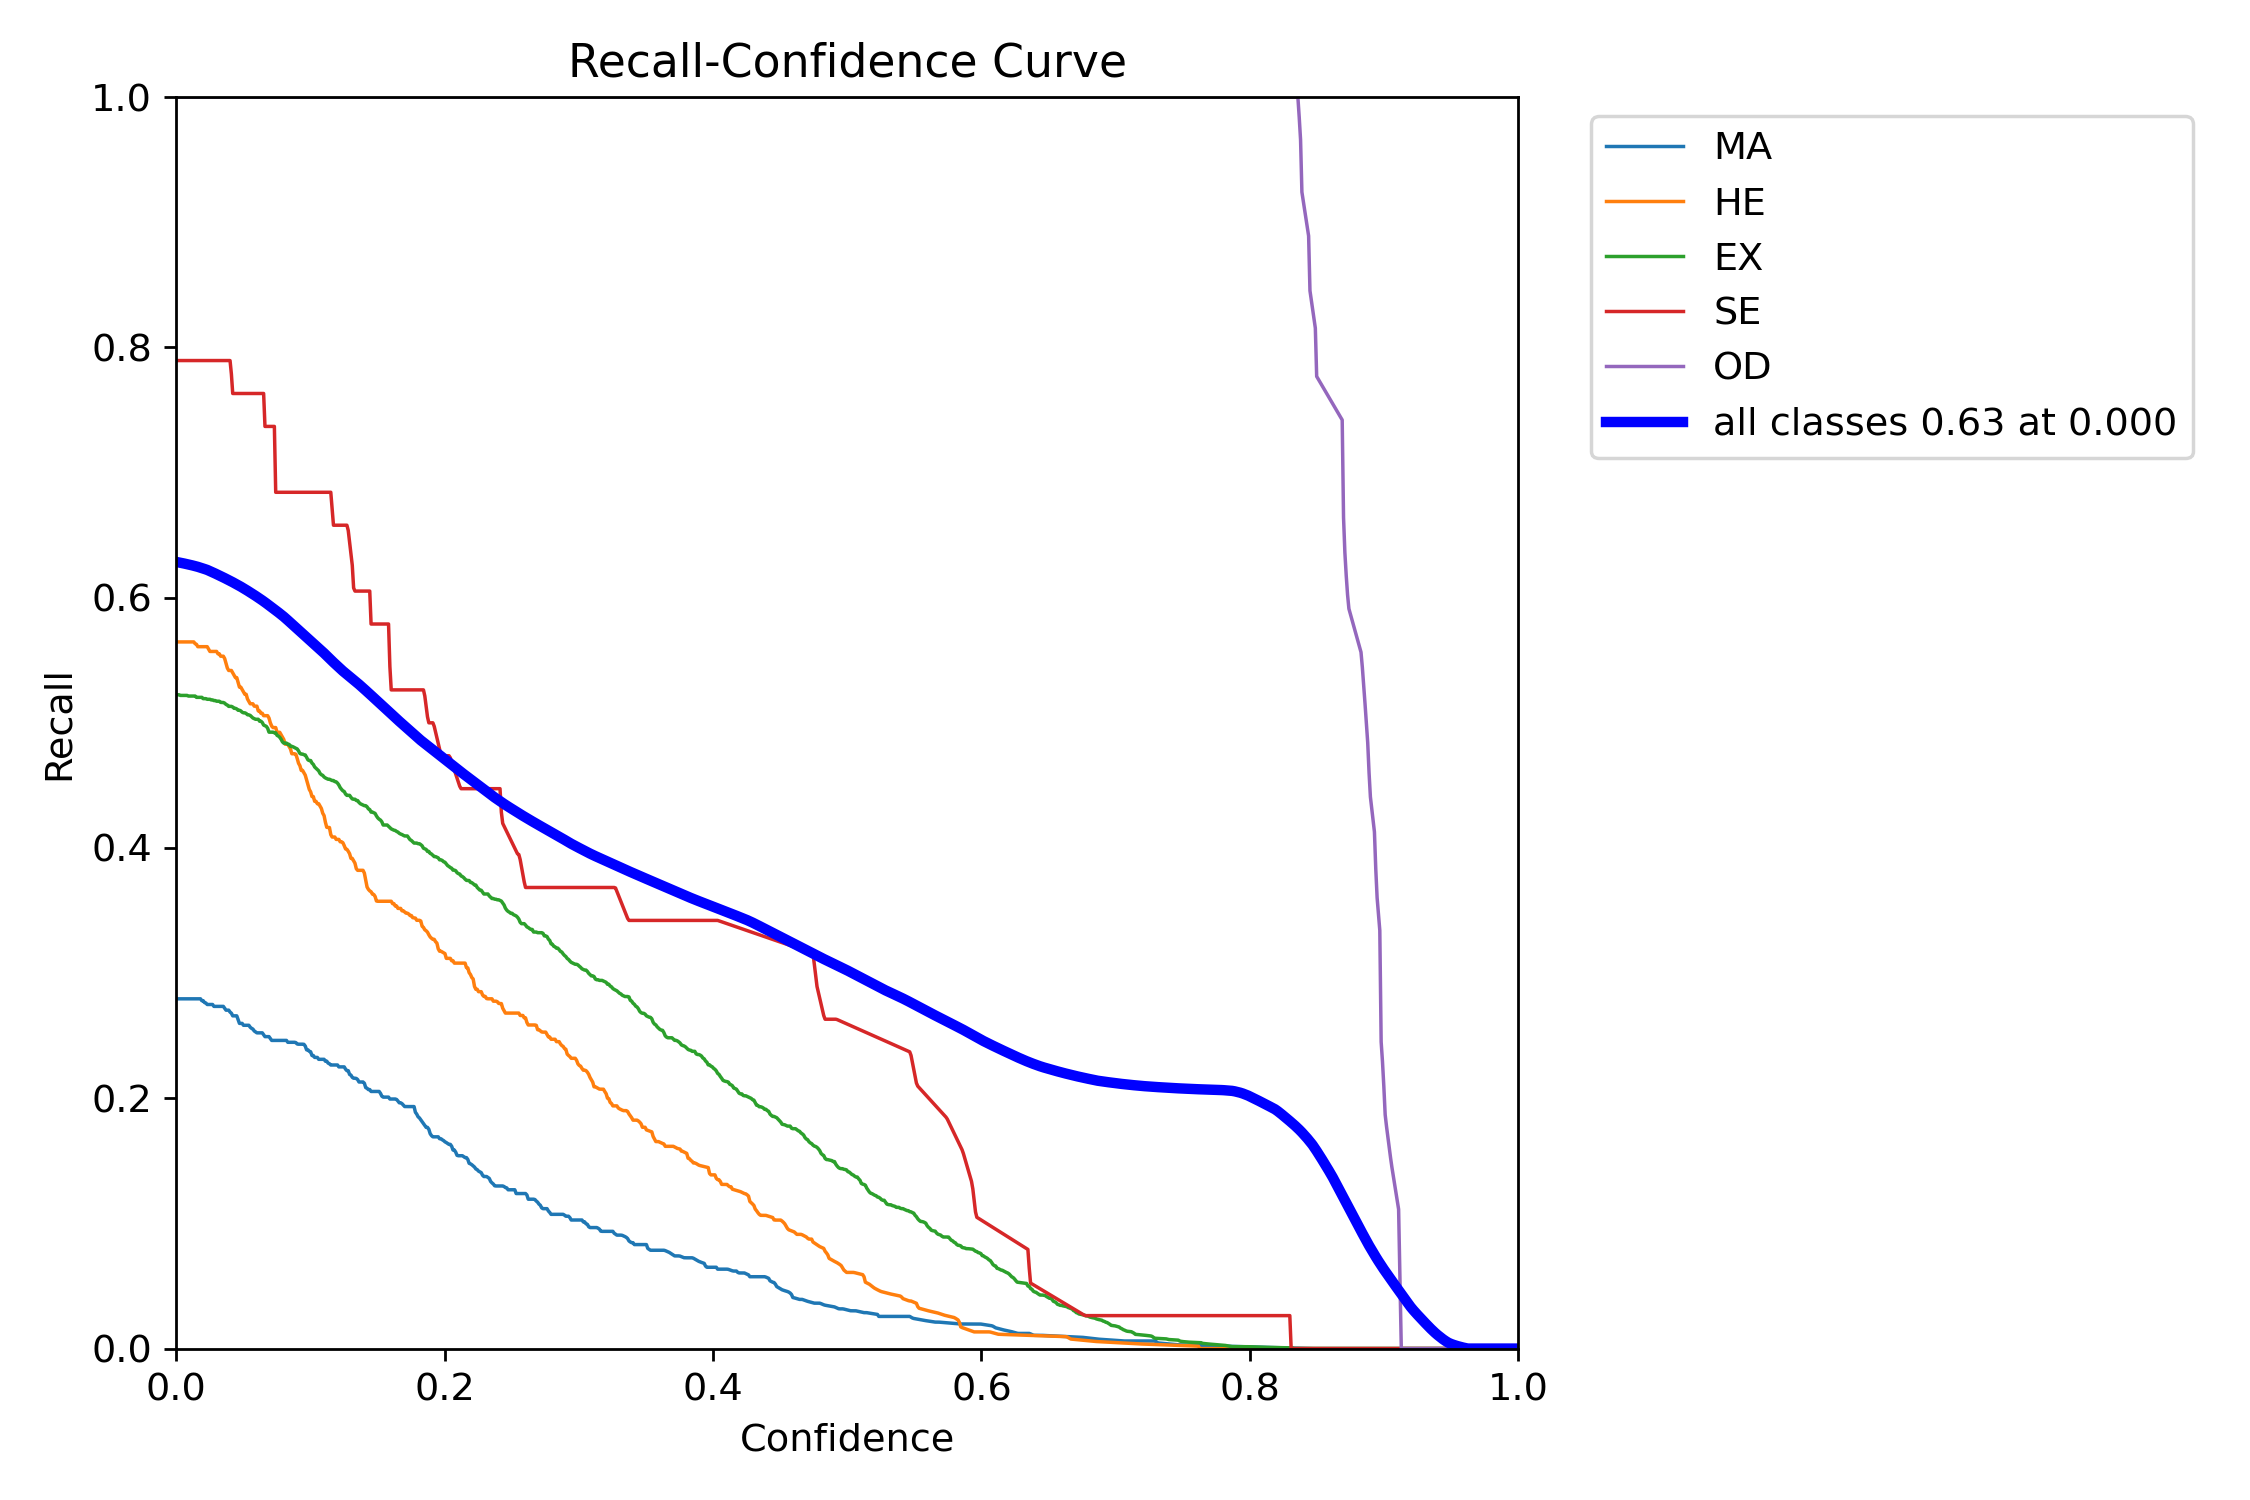 Recall-Confidence Curve
1.0
0.8
0.6
0.4
0.2
0.0
Recall
0.0 0.2 0.4 0.6 0.8 1.0
Confidence
MA
HE
EX
SE
OD
all classes 0.63 at 0.000